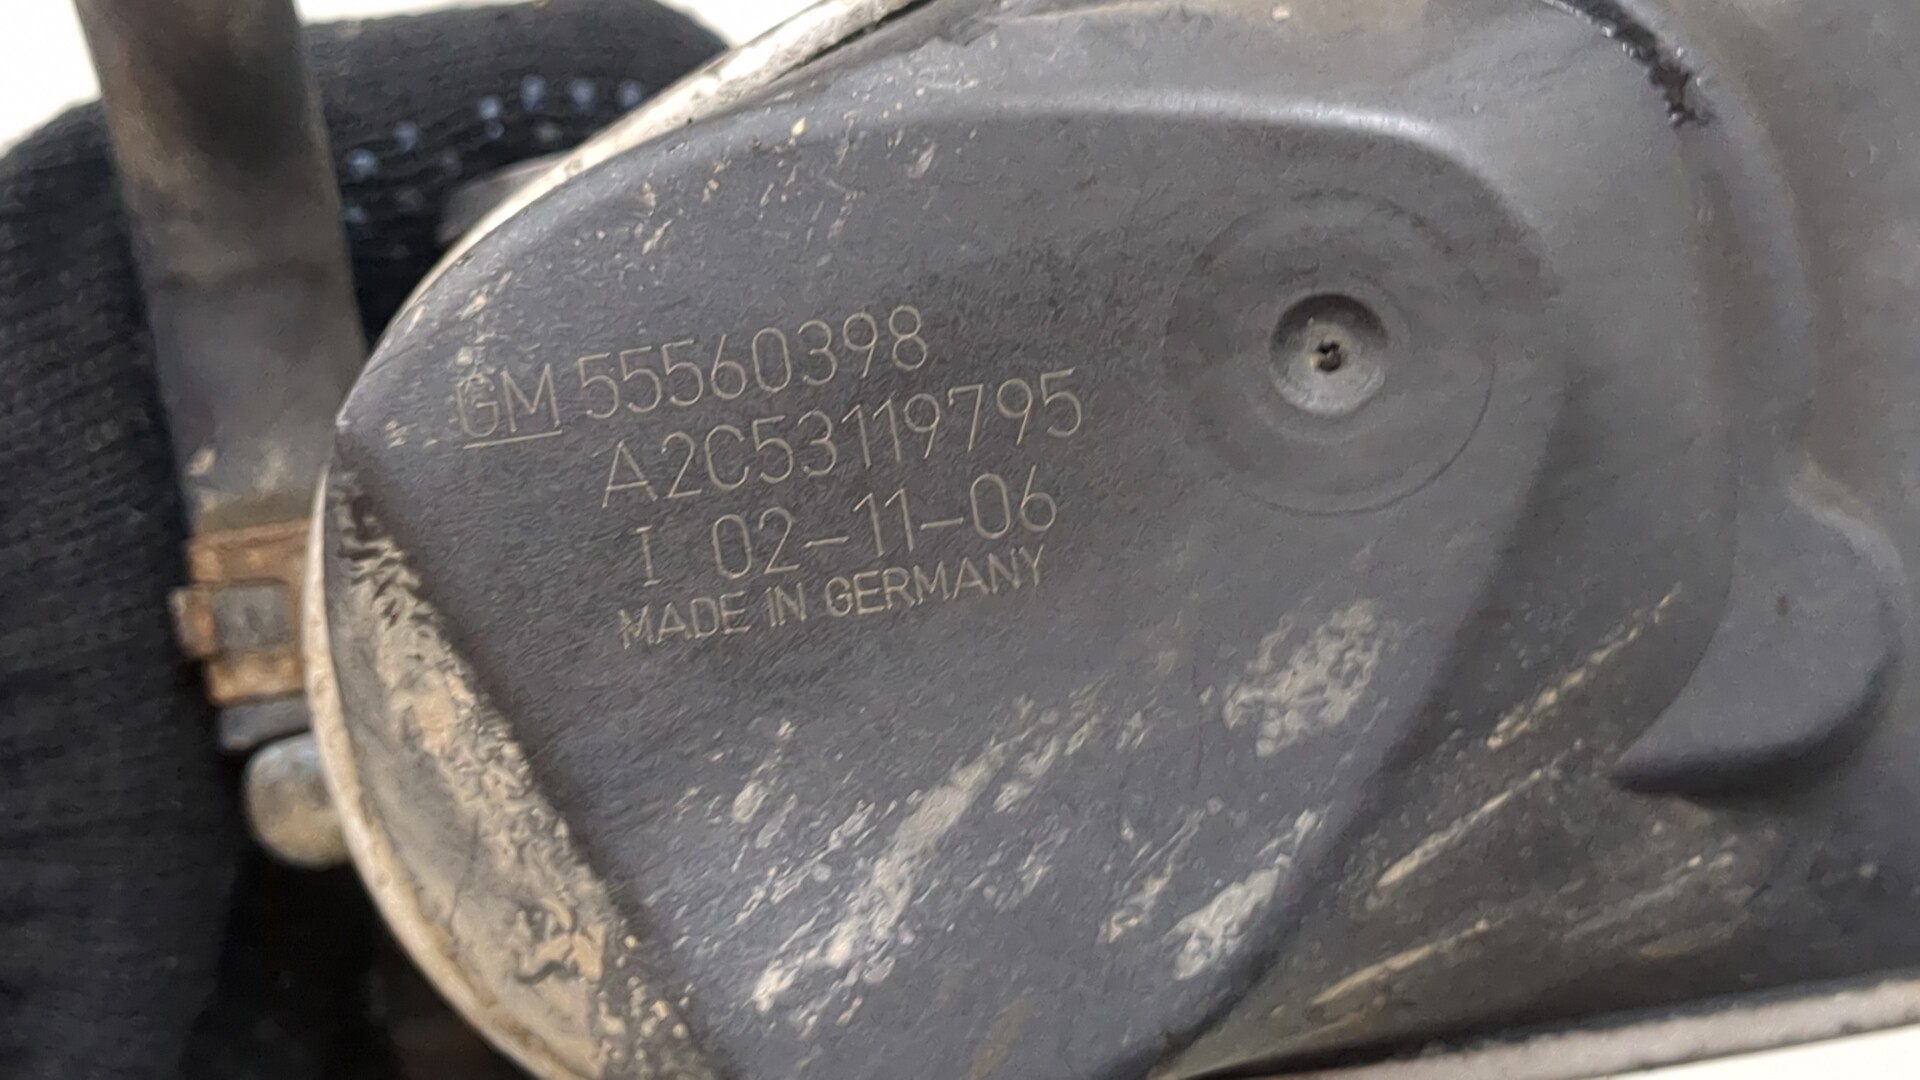 GM 55560398
A2C53119795
I 02-11-06
MADE IN GERMANY